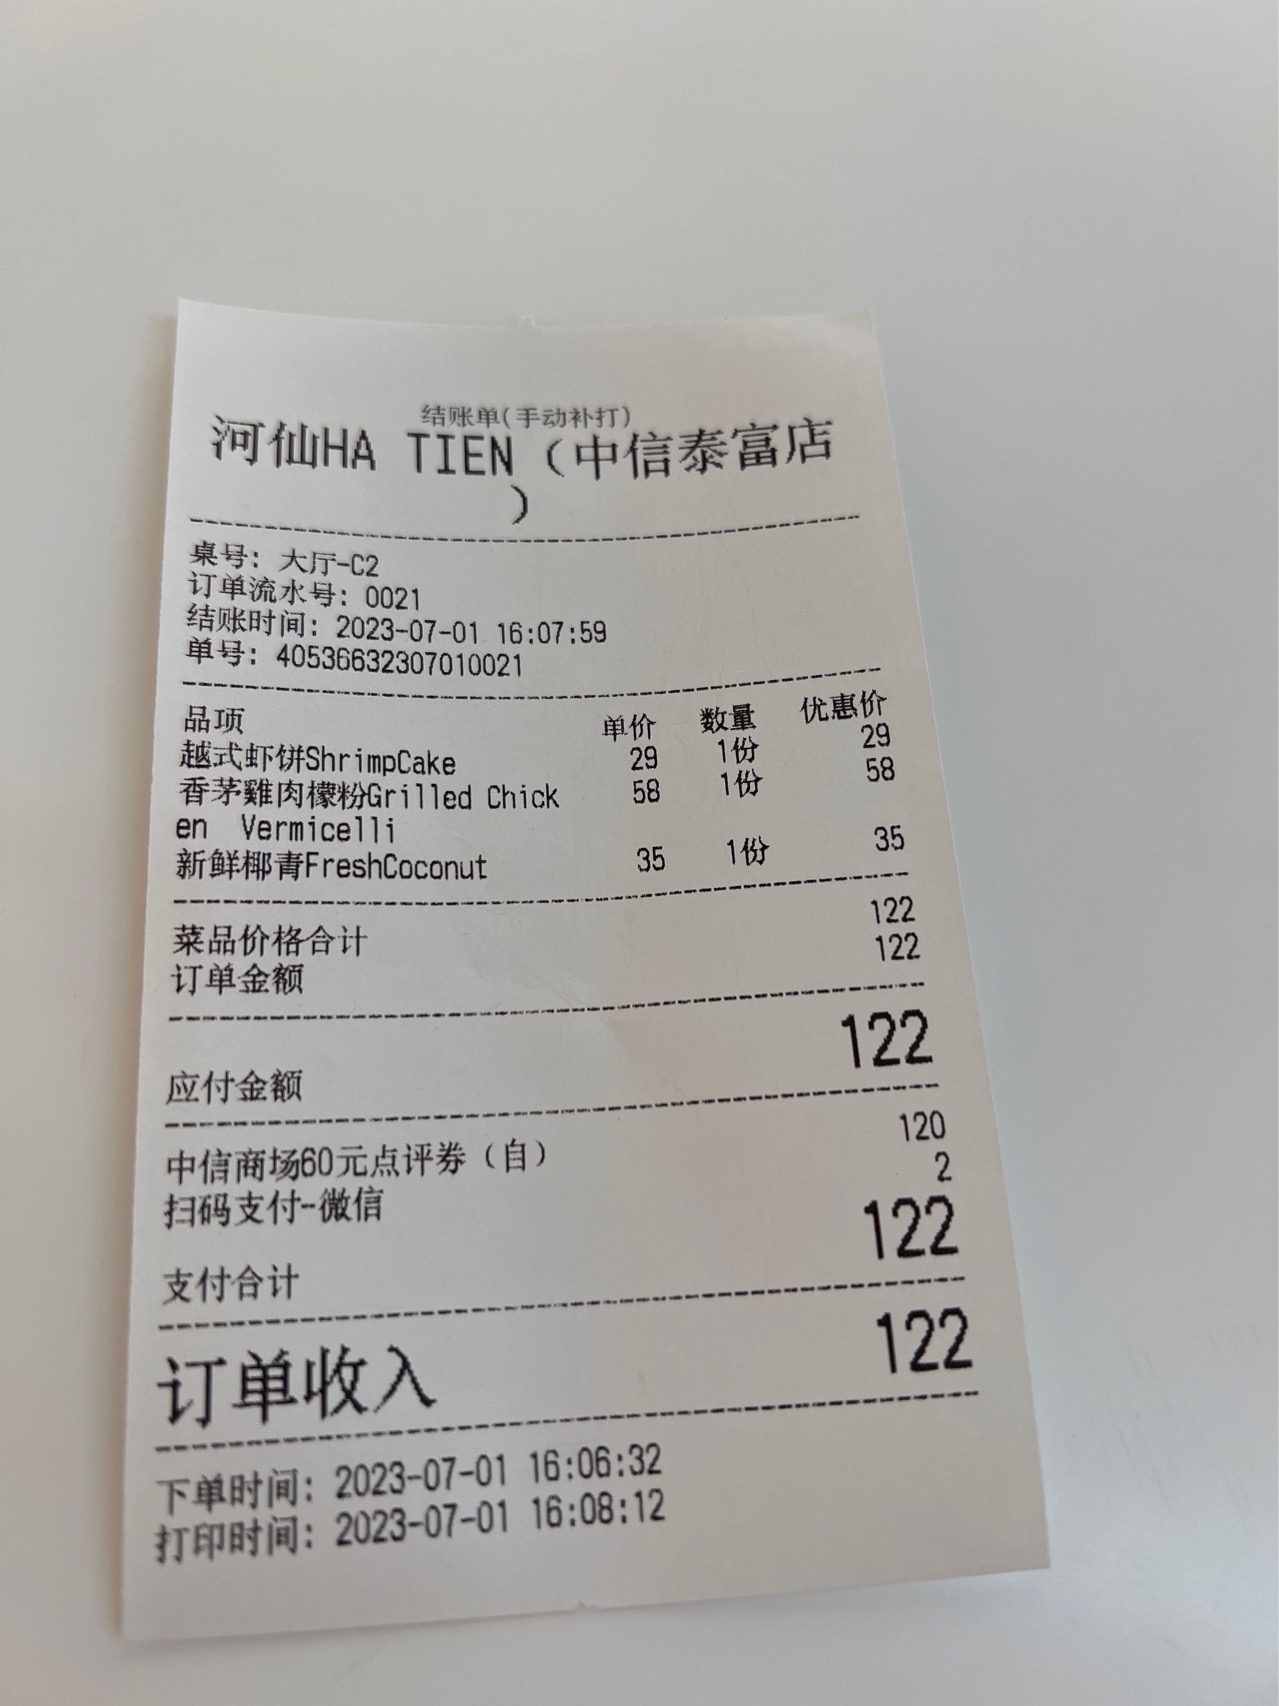 结账单(手动补打)
河仙HA TIEN（中信泰富店
）
桌号: 大厅-C2
订单流水号: 0021
结账时间: 2023-07-01 16:07:59
单号: 40536632307010021
品项 单价 数量 优惠价
越式虾饼ShrimpCake 29 1份 29
香茅雞肉檬粉Grilled Chick 58 1份 58
en Vermicelli
新鲜椰青FreshCoconut 35 1份 35
菜品价格合计 122
订单金额 122
应付金额 122
中信商场60元点评券（自） 120
扫码支付--微信 2
支付合计 122
订单收入 122
下单时间: 2023-07-01 16:06:32
打印时间: 2023-07-01 16:08:12